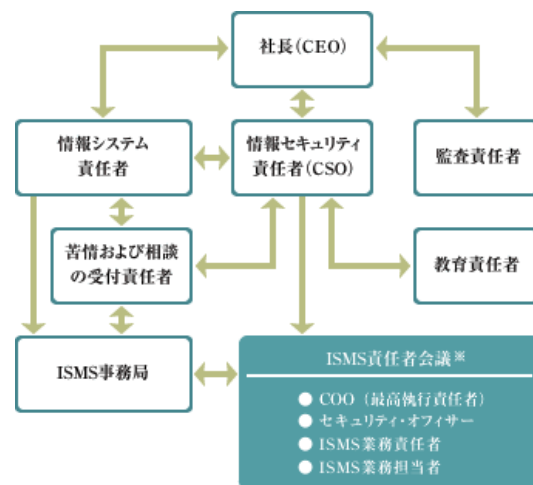 社長（CEO）
情報システム
責任者
情報セキュリティ
責任者（CSO）
監査責任者
苦情および相談
の受付責任者
教育責任者
ISMS事務局
ISMS責任者会議※
● COO （最高執行責任者）
● セキュリティ・オフィサー
● ISMS業務責任者
● ISMS業務担当者